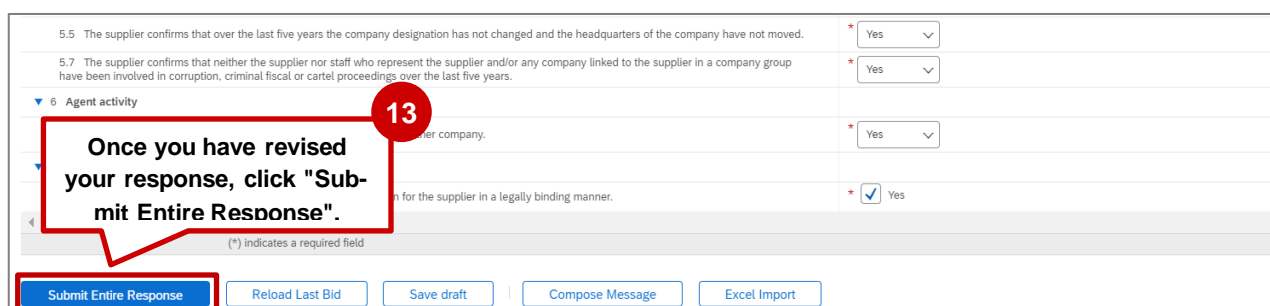 5.5 The supplier confirms that over the last five years the company designation has not changed and the headquarters of the company have not moved.
* Yes
5.7 The supplier confirms that neither the supplier nor staff who represent the supplier and/or any company linked to the supplier in a company group
have been involved in corruption, criminal fiscal or cartel proceedings over the last five years.
* Yes
6 Agent activity
13
her company.
* Yes
Once you have revised
your response, click "Sub-
mit Entire Response".
n for the supplier in a legally binding manner.
* Yes
(*) indicates a required field
Submit Entire Response
Reload Last Bid
Save draft
Compose Message
Excel Import